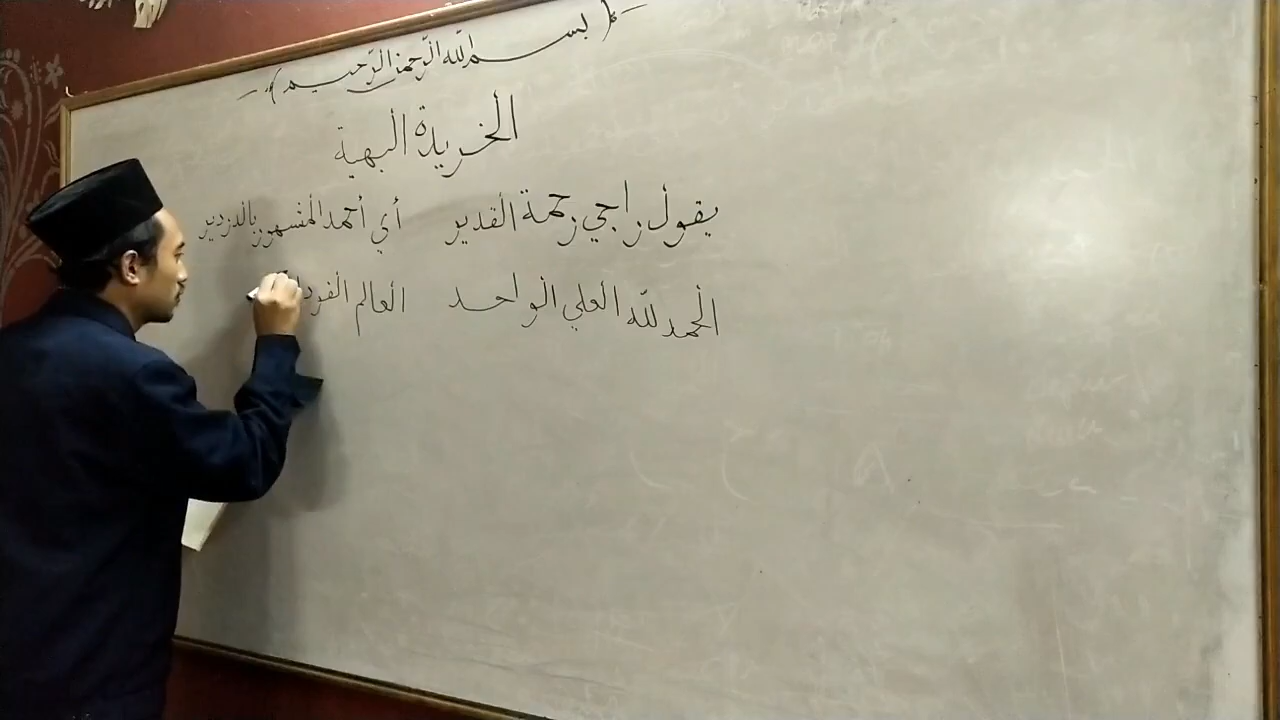 بسم الله الرحمن الرحيم
الخريدة البهية
يقول راجي رحمة القدير أي أحمد المشهور بالدردير
الحمد لله العلي الواحد العالم الفرد